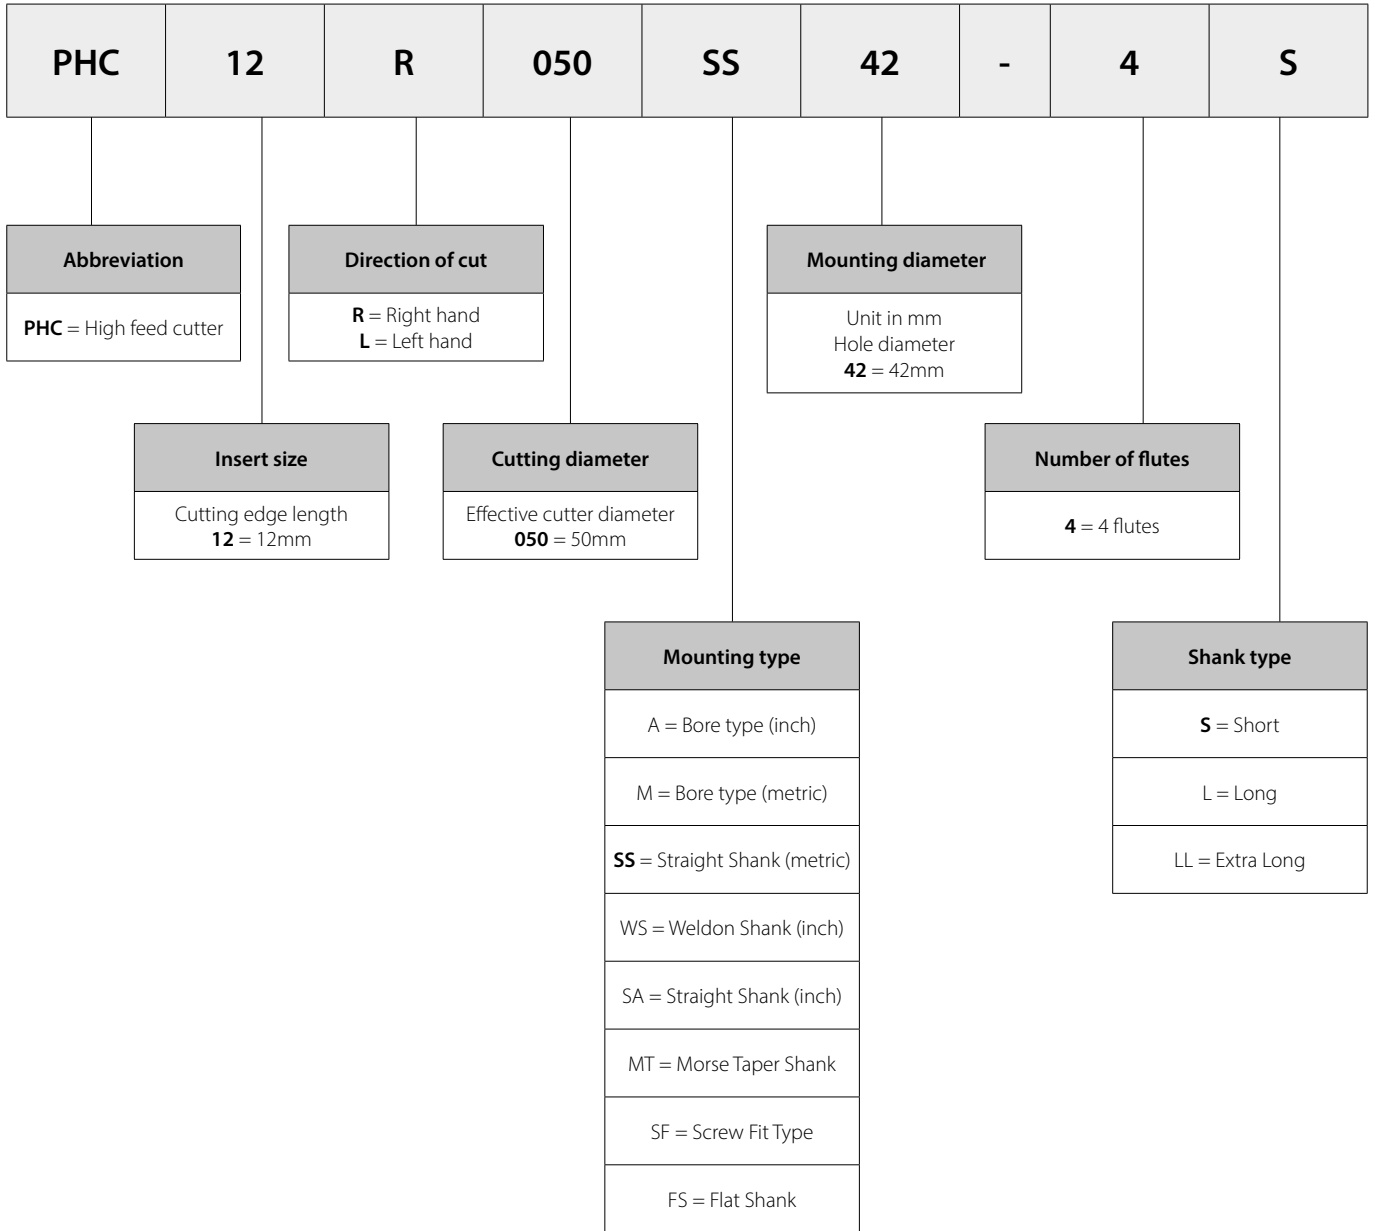 PHC 12 R 050 SS 42 - 4 S
Abbreviation
PHC = High feed cutter
Direction of cut
R = Right hand
L = Left hand
Mounting diameter
Unit in mm
Hole diameter
42 = 42mm
Insert size
Cutting edge length
12 = 12mm
Cutting diameter
Effective cutter diameter
050 = 50mm
Number of flutes
4 = 4 flutes
Mounting type
A = Bore type (inch)
M = Bore type (metric)
SS = Straight Shank (metric)
WS = Weldon Shank (inch)
SA = Straight Shank (inch)
MT = Morse Taper Shank
SF = Screw Fit Type
FS = Flat Shank
Shank type
S = Short
L = Long
LL = Extra Long